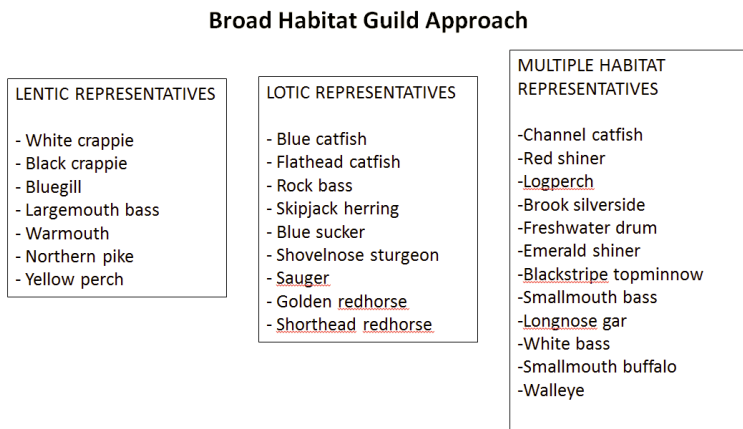 Broad Habitat Guild Approach
LENTIC REPRESENTATIVES
- White crappie
- Black crappie
- Bluegill
- Largemouth bass
- Warmouth
- Northern pike
- Yellow perch
LOTIC REPRESENTATIVES
- Blue catfish
- Flathead catfish
- Rock bass
- Skipjack herring
- Blue sucker
- Shovelnose sturgeon
- Sauger
- Golden redhorse
- Shorthead redhorse
MULTIPLE HABITAT
REPRESENTATIVES
-Channel catfish
-Red shiner
-Logperch
-Brook silverside
-Freshwater drum
-Emerald shiner
-Blackstripe topminnow
-Smallmouth bass
-Longnose gar
-White bass
-Smallmouth buffalo
-Walleye